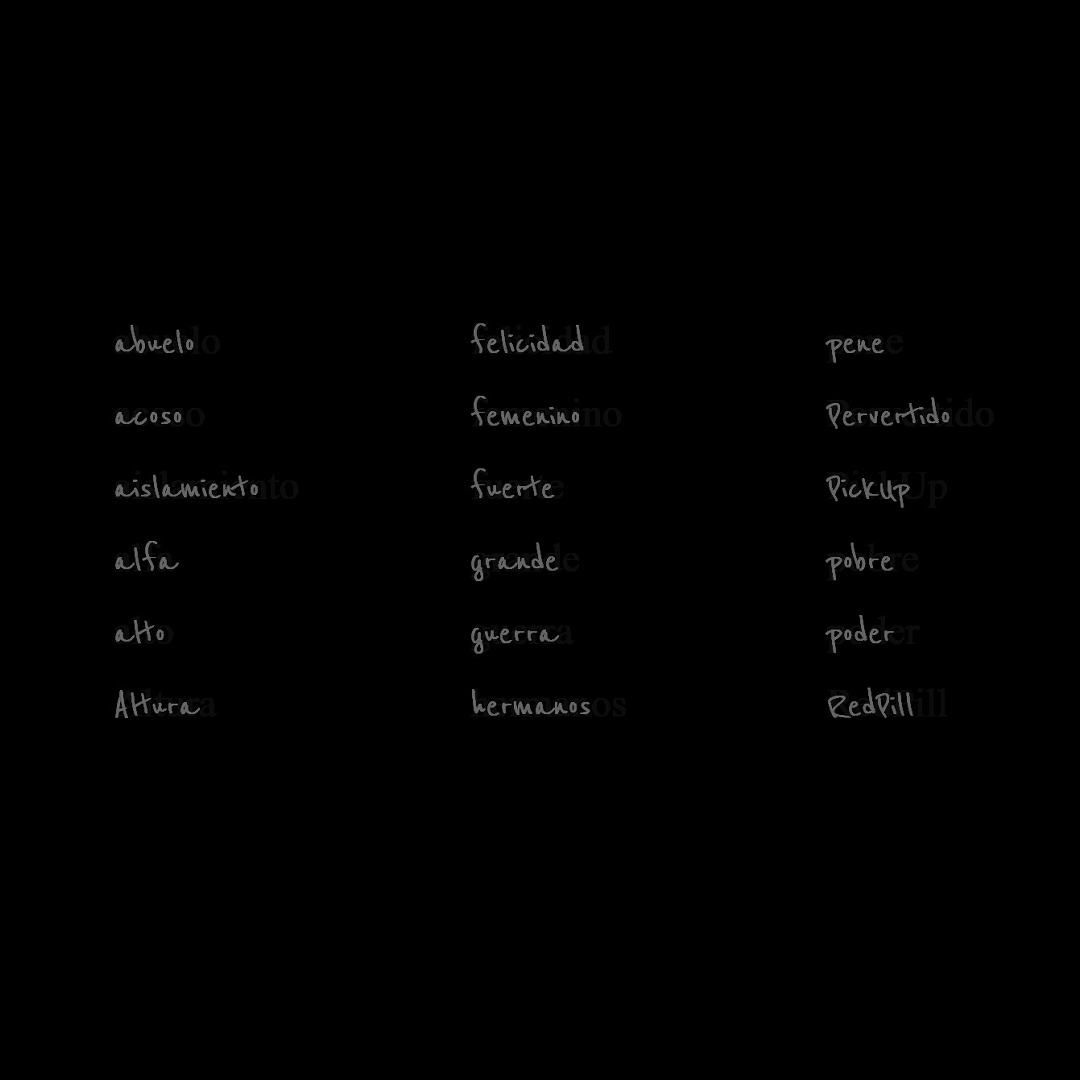 abuelo felicidad pene
acoso femenino Pervertido
aislamiento fuerte PickUp
alfa grande pobre
alto guerra poder
Altura hermanos RedPill